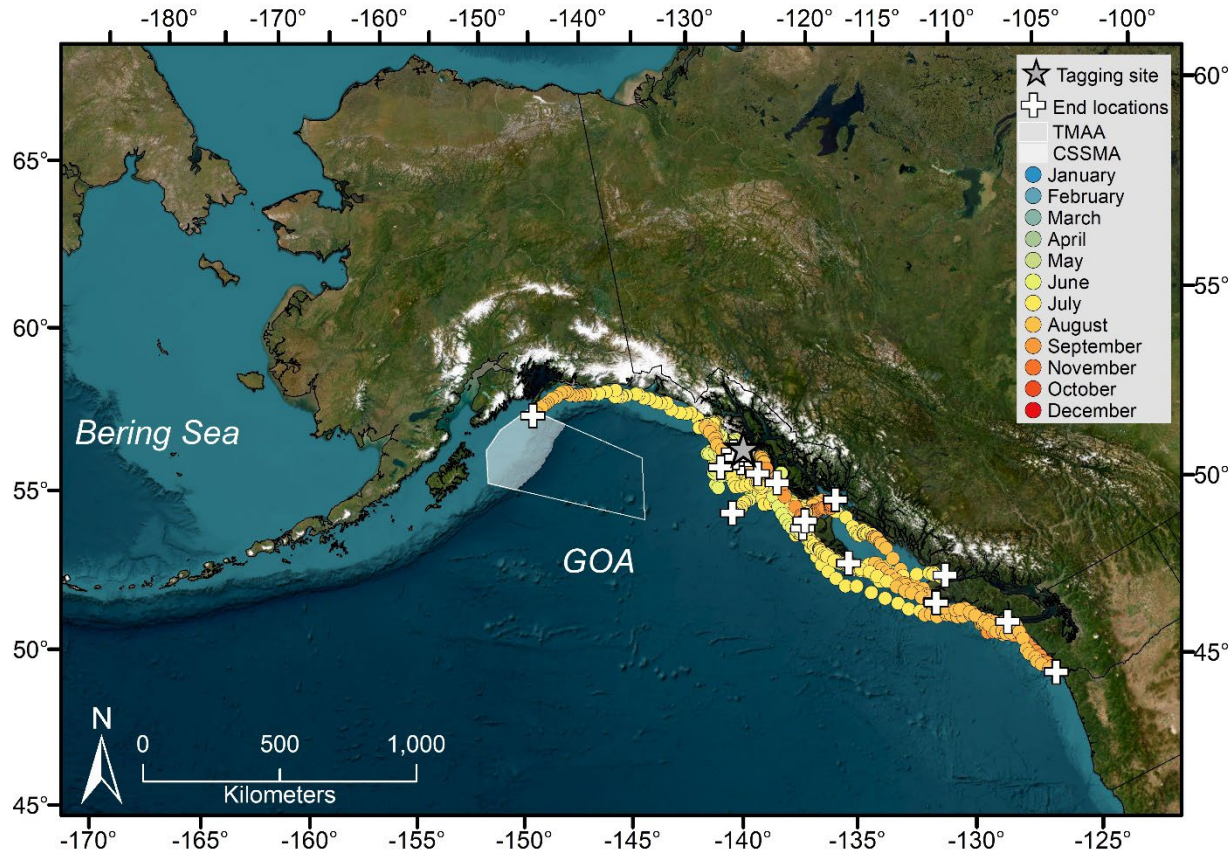 -180° -170° -160° -150° -140° -130° -120° -110° -105° -100°
Tagging site
End locations
TMAA
CSSMA
January
February
March
April
May
June
July
August
September
November
October
December
60°
55°
50°
45°
65°
60°
55°
50°
45°
Bering Sea
GOA
N
0 500 1,000
Kilometers
-170° -165° -160° -155° -150° -145° -140° -135° -130° -125°